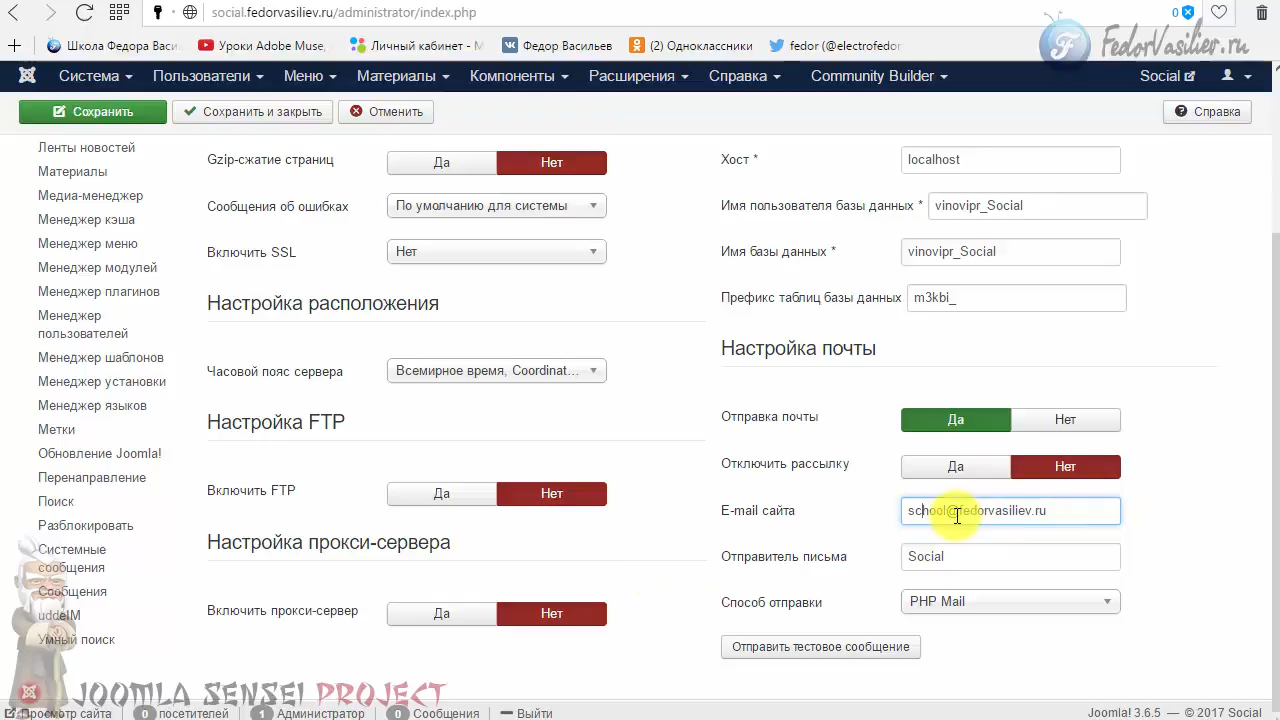 social.fedorvasiliev.ru/administrator/index.php
0
Школа Федора Васи...
Уроки Adobe Muse,
Личный кабинет - М
Федор Васильев
(2) Одноклассники
fedor (@electrofedor
FedorVasiliev.ru
Система
Пользователи
Меню
Материалы
Компоненты
Расширения
Справка
Community Builder
Social
Сохранить
Сохранить и закрыть
Отменить
Справка
Ленты новостей
Материалы
Медиа-менеджер
Менеджер кэша
Менеджер меню
Менеджер модулей
Менеджер плагинов
Менеджер
пользователей
Менеджер шаблонов
Менеджер установки
Менеджер языков
Метки
Обновление Joomla!
Перенаправление
Поиск
Разблокировать
Системные
сообщения
Сообщения
uddeIM
Умный поиск
Gzip-сжатие страниц
Да
Нет
Сообщения об ошибках
По умолчанию для системы
Включить SSL
Нет
Настройка расположения
Часовой пояс сервера
Всемирное время, Coordinat...
Настройка FTP
Включить FTP
Да
Нет
Настройка прокси-сервера
Включить прокси-сервер
Да
Нет
Хост *
localhost
Имя пользователя базы данных *
vinovipr_Social
Имя базы данных *
vinovipr_Social
Префикс таблиц базы данных
m3kbi_
Настройка почты
Отправка почты
Да
Нет
Отключить рассылку
Да
Нет
E-mail сайта
school@fedorvasiliev.ru
Отправитель письма
Social
Способ отправки
PHP Mail
Отправить тестовое сообщение
JOOMLA SENSEI PROJECT
Просмотр сайта
0 посетителей
1 Администратор
0 Сообщения
Выйти
Joomla! 3.6.5 — © 2017 Social